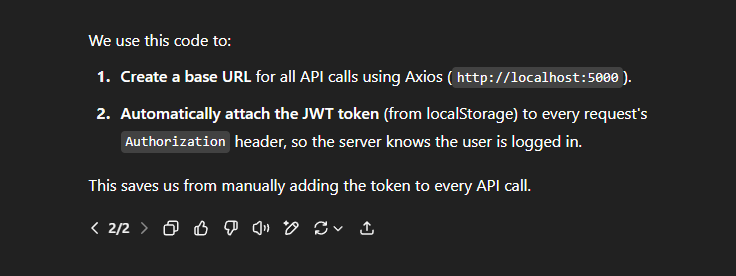 We use this code to:
1. Create a base URL for all API calls using Axios (http://localhost:5000).
2. Automatically attach the JWT token (from localStorage) to every request's
Authorization header, so the server knows the user is logged in.
This saves us from manually adding the token to every API call.
2/2